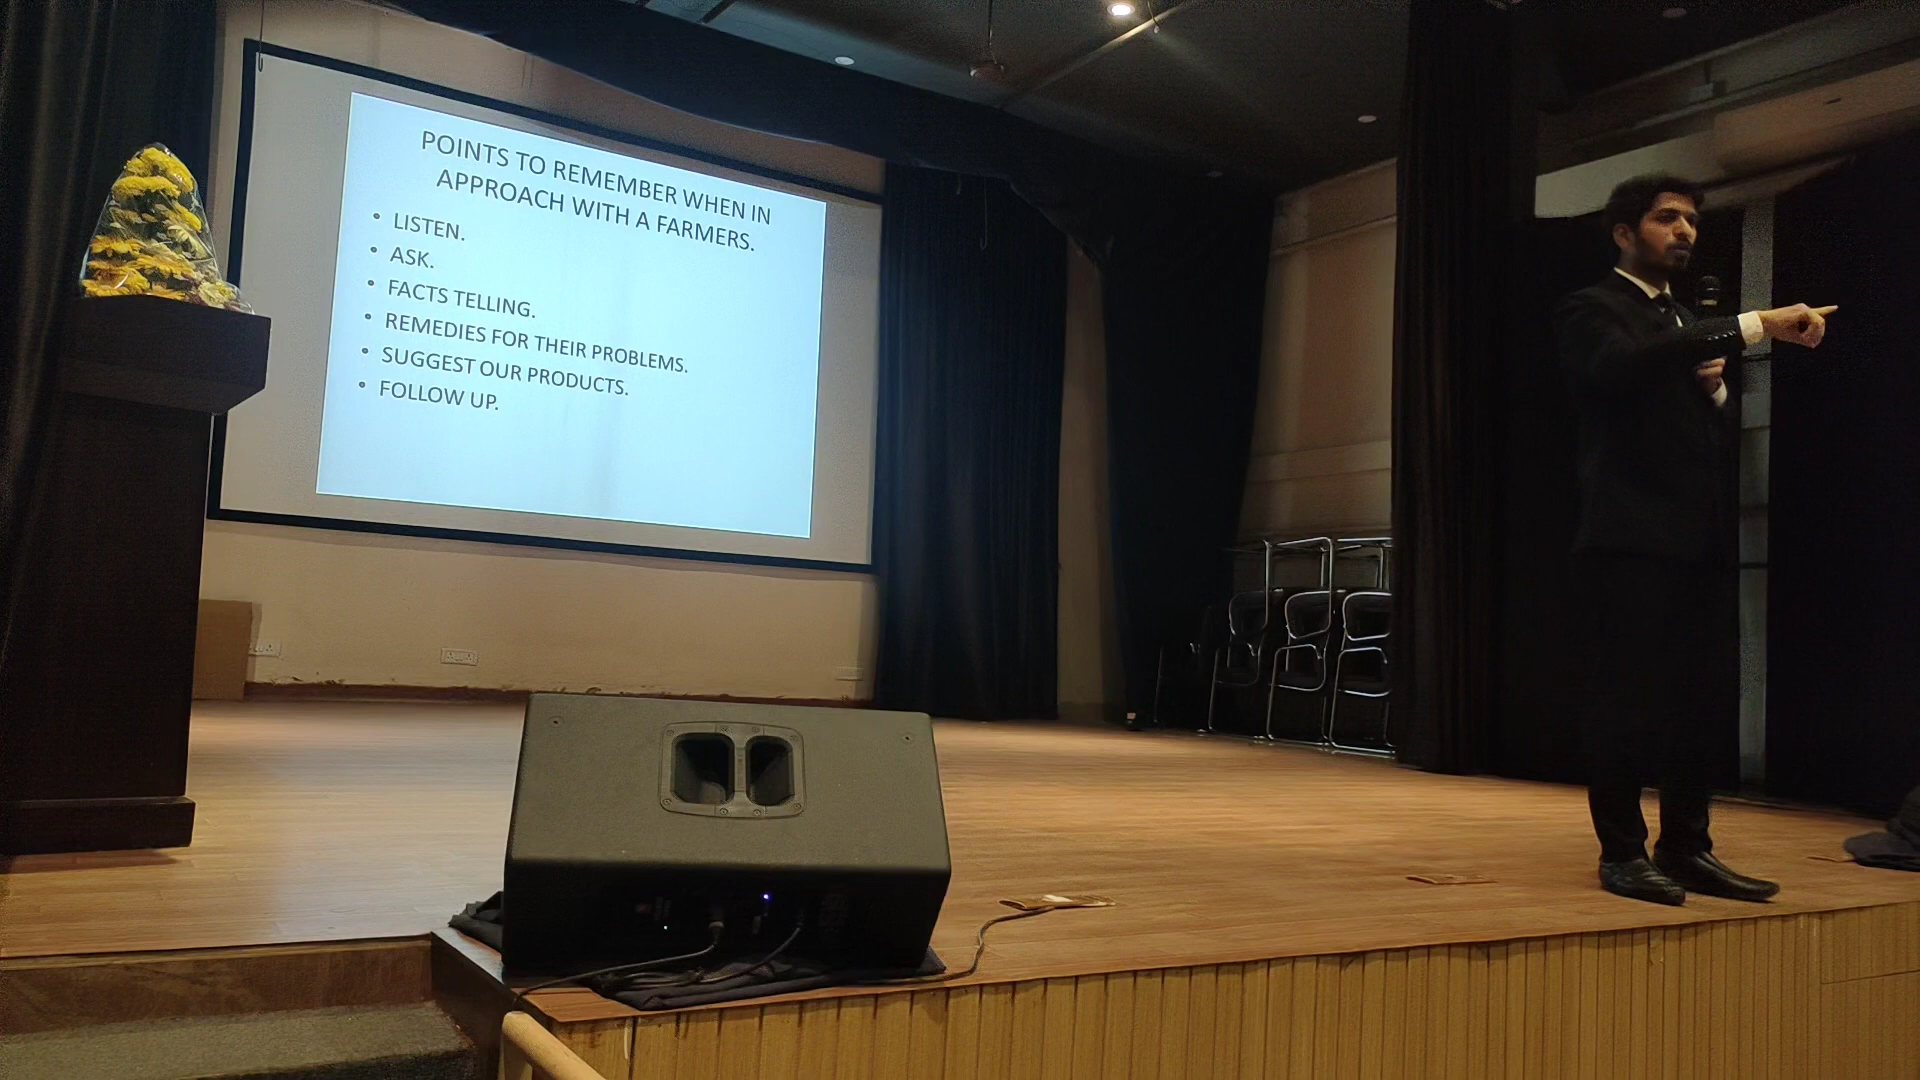 POINTS TO REMEMBER WHEN IN
APPROACH WITH A FARMERS.
• LISTEN.
• ASK.
• FACTS TELLING.
• REMEDIES FOR THEIR PROBLEMS.
• SUGGEST OUR PRODUCTS.
• FOLLOW UP.